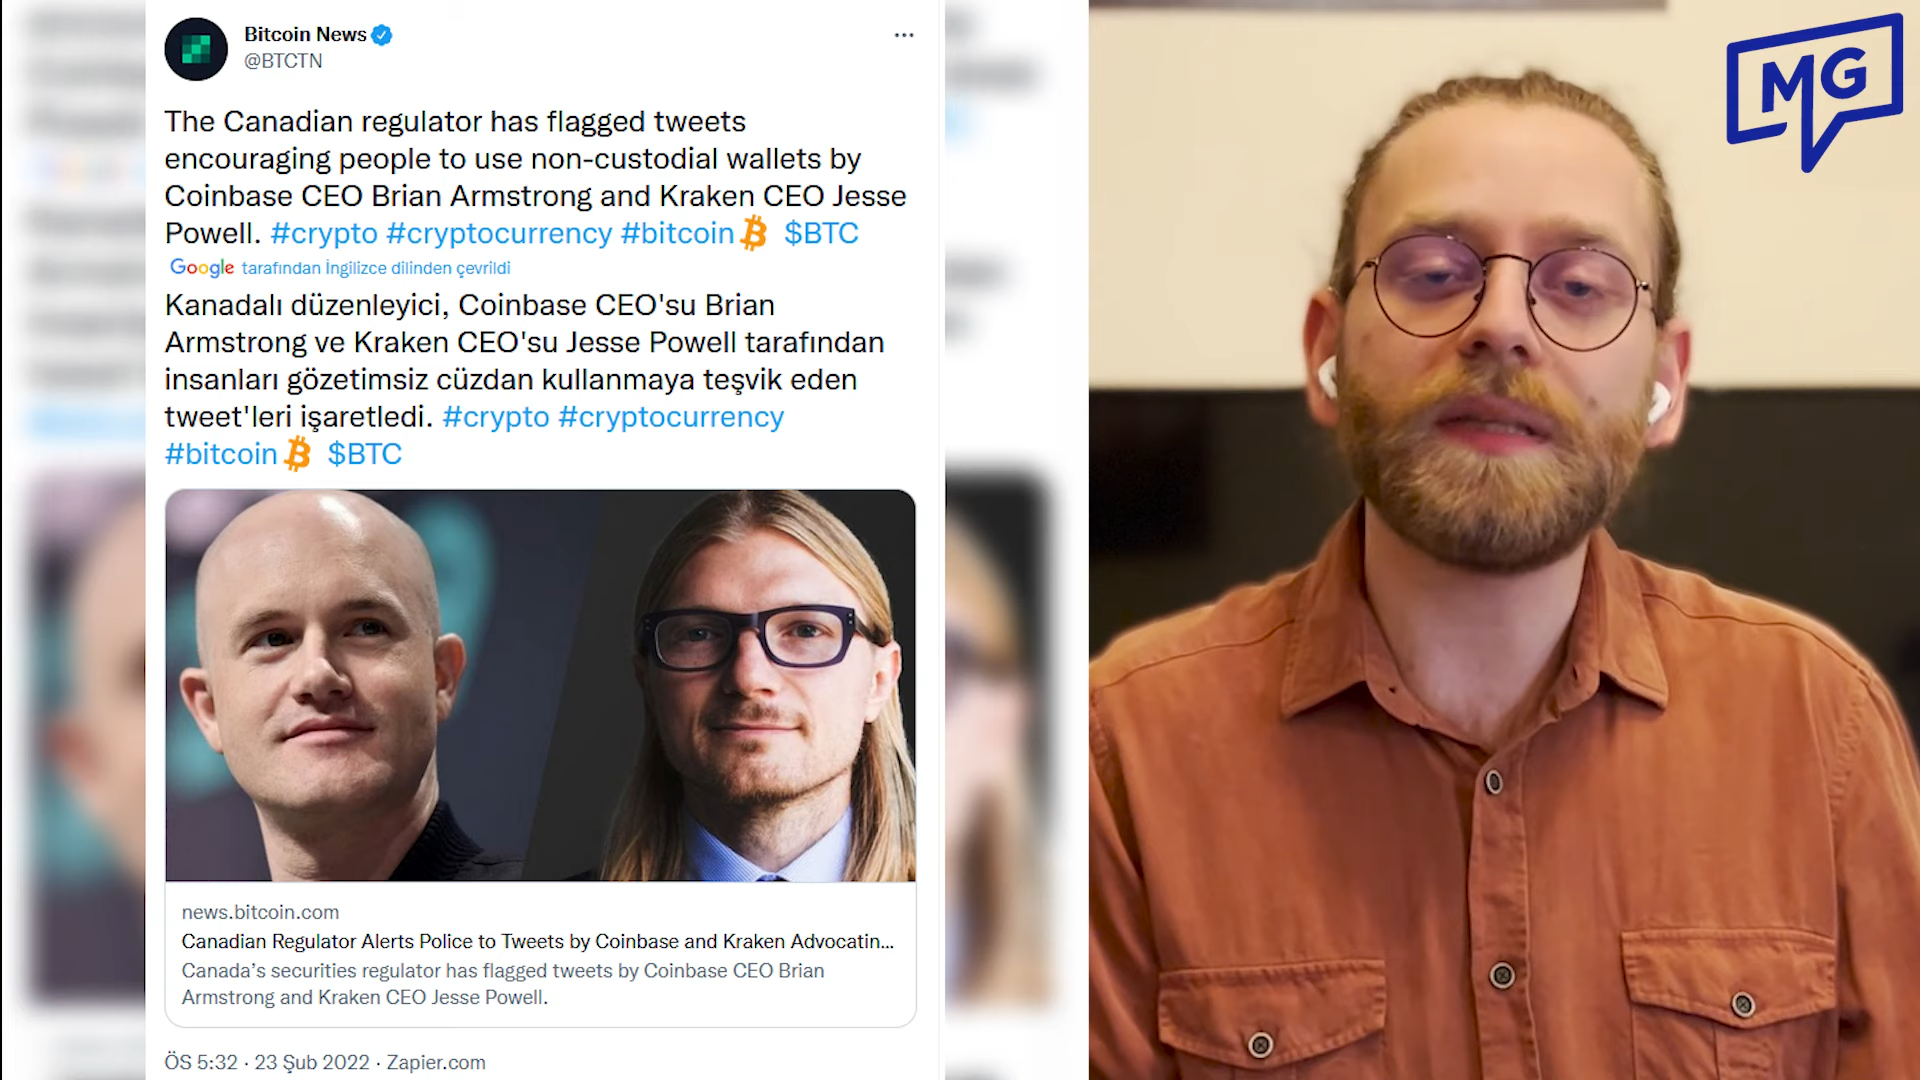 Bitcoin News
@BTCTN
The Canadian regulator has flagged tweets
encouraging people to use non-custodial wallets by
Coinbase CEO Brian Armstrong and Kraken CEO Jesse
Powell. #crypto #cryptocurrency #bitcoin $BTC
Google tarafından İngilizce dilinden çevrildi
Kanadalı düzenleyici, Coinbase CEO'su Brian
Armstrong ve Kraken CEO'su Jesse Powell tarafından
insanları gözetimsiz cüzdan kullanmaya teşvik eden
tweet'leri işaretledi. #crypto #cryptocurrency
#bitcoin $BTC
news.bitcoin.com
Canadian Regulator Alerts Police to Tweets by Coinbase and Kraken Advocatin...
Canada's securities regulator has flagged tweets by Coinbase CEO Brian
Armstrong and Kraken CEO Jesse Powell.
ÖS 5:32 · 23 Şub 2022 · Zapier.com
MG